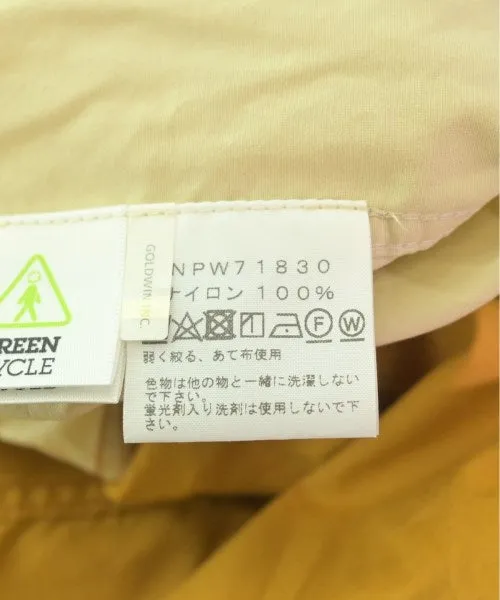 GOLDWIN INC.
NPW71830
ナイロン 100%
F W
弱く絞る、あて布使用
色物は他の物と一緒に洗濯しない
で下さい。
蛍光剤入り洗剤は使用しないで下
さい。
REEN
YCLE